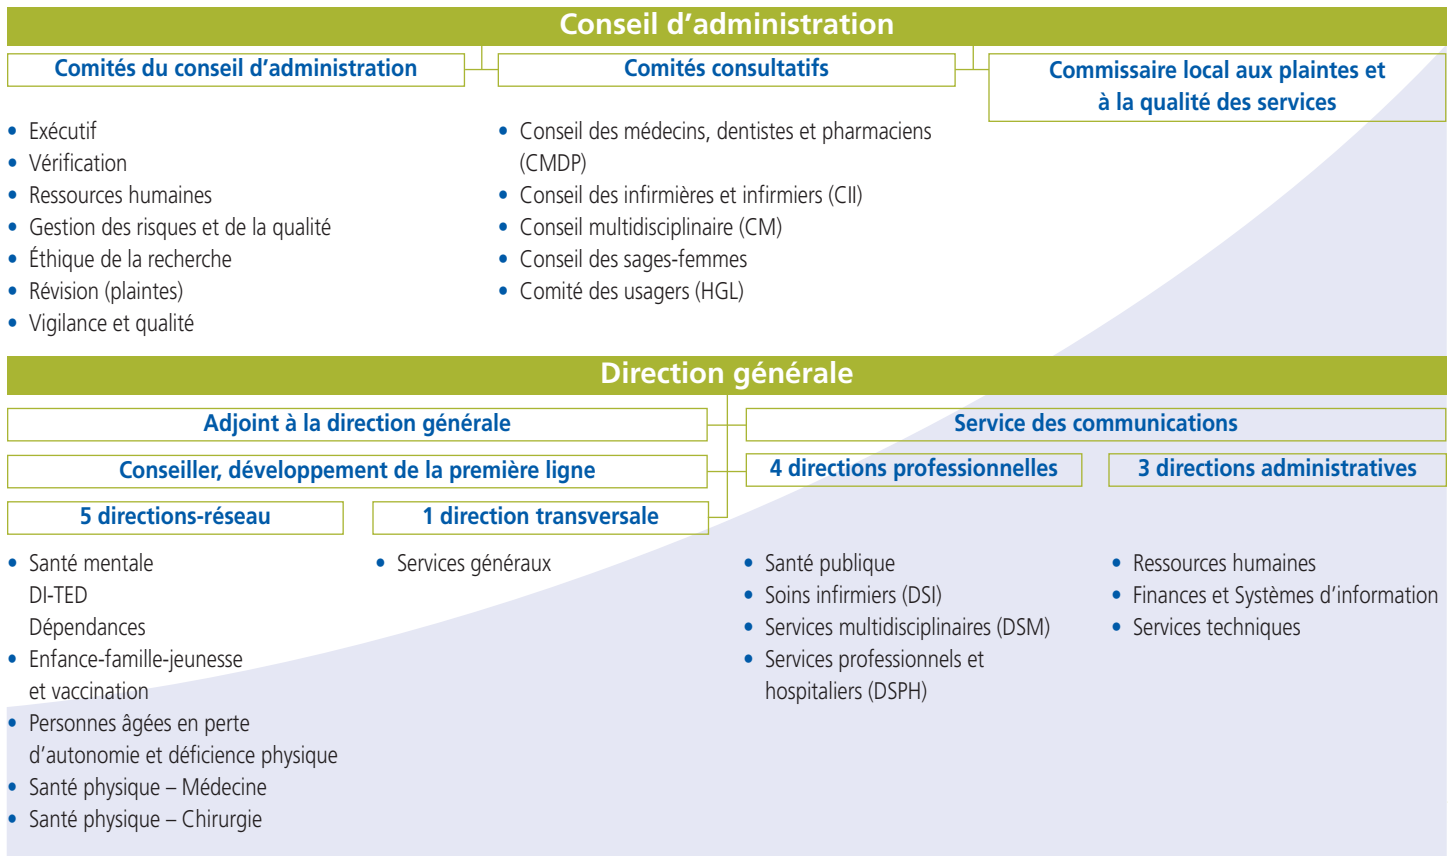 Conseil d’administration
Comités du conseil d’administration
• Exécutif
• Vérification
• Ressources humaines
• Gestion des risques et de la qualité
• Éthique de la recherche
• Révision (plaintes)
• Vigilance et qualité
Comités consultatifs
• Conseil des médecins, dentistes et pharmaciens
(CMDP)
• Conseil des infirmières et infirmiers (CII)
• Conseil multidisciplinaire (CM)
• Conseil des sages-femmes
• Comité des usagers (HGL)
Commissaire local aux plaintes et
à la qualité des services
Direction générale
Adjoint à la direction générale
Service des communications
Conseiller, développement de la première ligne
5 directions-réseau
• Santé mentale
DI-TED
Dépendances
• Enfance-famille-jeunesse
et vaccination
• Personnes âgées en perte
d’autonomie et déficience physique
• Santé physique – Médecine
• Santé physique – Chirurgie
1 direction transversale
• Services généraux
4 directions professionnelles
• Santé publique
• Soins infirmiers (DSI)
• Services multidisciplinaires (DSM)
• Services professionnels et
hospitaliers (DSPH)
3 directions administratives
• Ressources humaines
• Finances et Systèmes d’information
• Services techniques